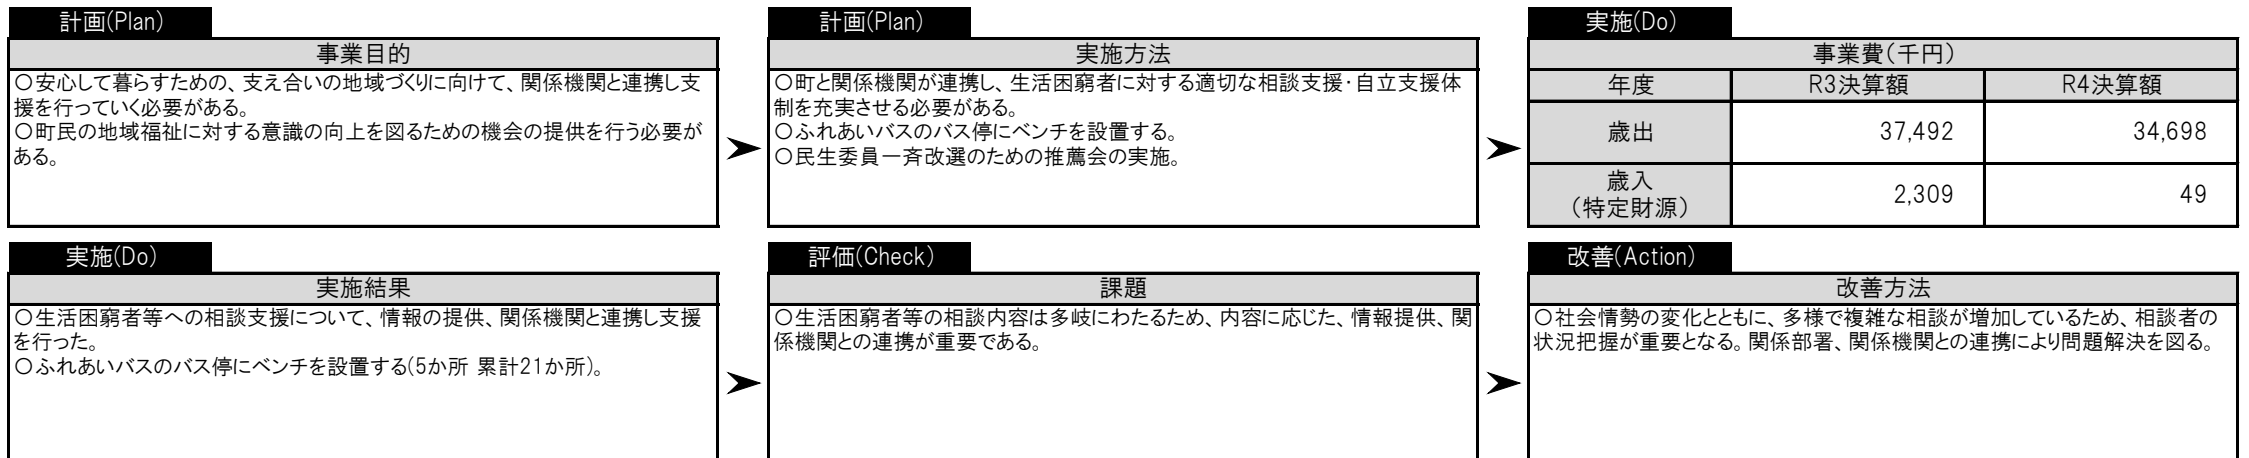 計画(Plan)
事業目的
○安心して暮らすための、支え合いの地域づくりに向けて、関係機関と連携し支
援を行っていく必要がある。
○町民の地域福祉に対する意識の向上を図るための機会の提供を行う必要が
ある。
計画(Plan)
実施方法
○町と関係機関が連携し、生活困窮者に対する適切な相談支援・自立支援体
制を充実させる必要がある。
○ふれあいバスのバス停にベンチを設置する。
○民生委員一斉改選のための推薦会の実施。
実施(Do)
事業費(千円)
年度 R3決算額 R4決算額
歳出 37,492 34,698
歳入
(特定財源) 2,309 49
実施(Do)
実施結果
○生活困窮者等への相談支援について、情報の提供、関係機関と連携し支援
を行った。
○ふれあいバスのバス停にベンチを設置する(5か所 累計21か所)。
評価(Check)
課題
○生活困窮者等の相談内容は多岐にわたるため、内容に応じた、情報提供、関
係機関との連携が重要である。
改善(Action)
改善方法
○社会情勢の変化とともに、多様で複雑な相談が増加しているため、相談者の
状況把握が重要となる。関係部署、関係機関との連携により問題解決を図る。